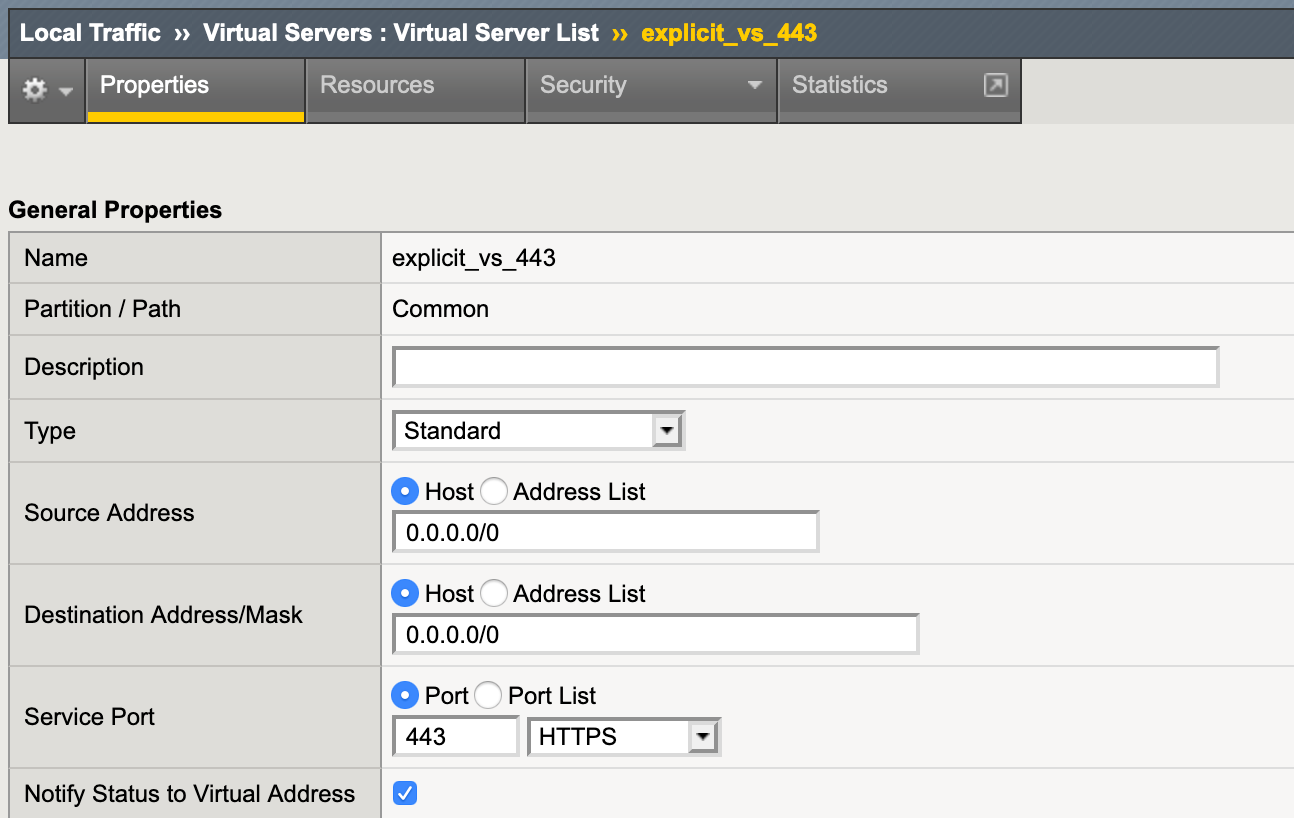 Local Traffic ›› Virtual Servers : Virtual Server List ›› explicit_vs_443
Properties Resources Security Statistics
General Properties
Name explicit_vs_443
Partition / Path Common
Description
Type Standard
Source Address Host Address List
0.0.0.0/0
Destination Address/Mask Host Address List
0.0.0.0/0
Service Port Port Port List
443 HTTPS
Notify Status to Virtual Address